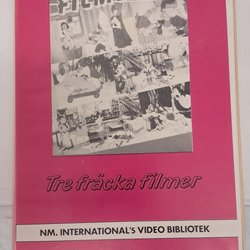 Tre fräcka filmer
NM. INTERNATIONAL'S VIDEO BIBLIOTEK